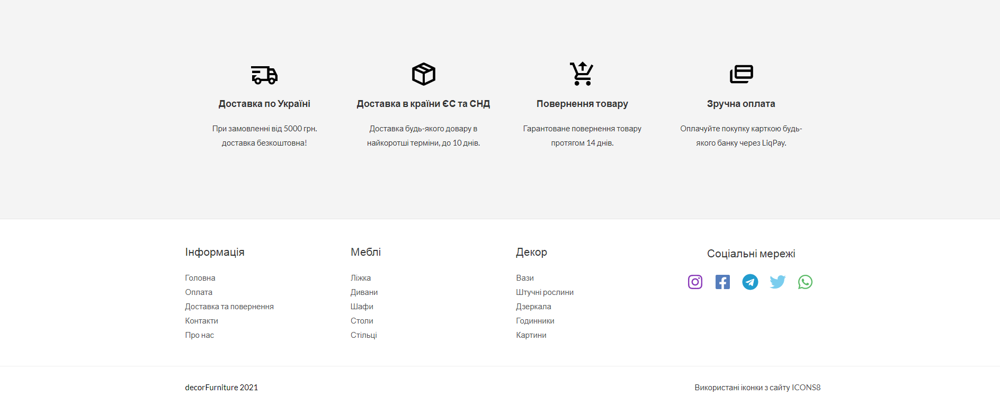 Доставка по Україні
При замовленні від 5000 грн.
доставка безкоштовна!
Доставка в країни ЄС та СНД
Доставка будь-якого довару в
найкоротші терміни, до 10 днів.
Повернення товару
Гарантоване повернення товару
протягом 14 днів.
Зручна оплата
Оплачуйте покупку карткою будь-
якого банку через LiqPay.
Інформація
Головна
Оплата
Доставка та повернення
Контакти
Про нас
Меблі
Ліжка
Дивани
Шафи
Столи
Стільці
Декор
Вази
Штучні рослини
Дзеркала
Годинники
Картини
Соціальні мережі
decorFurniture 2021
Використані іконки з сайту ICONS8